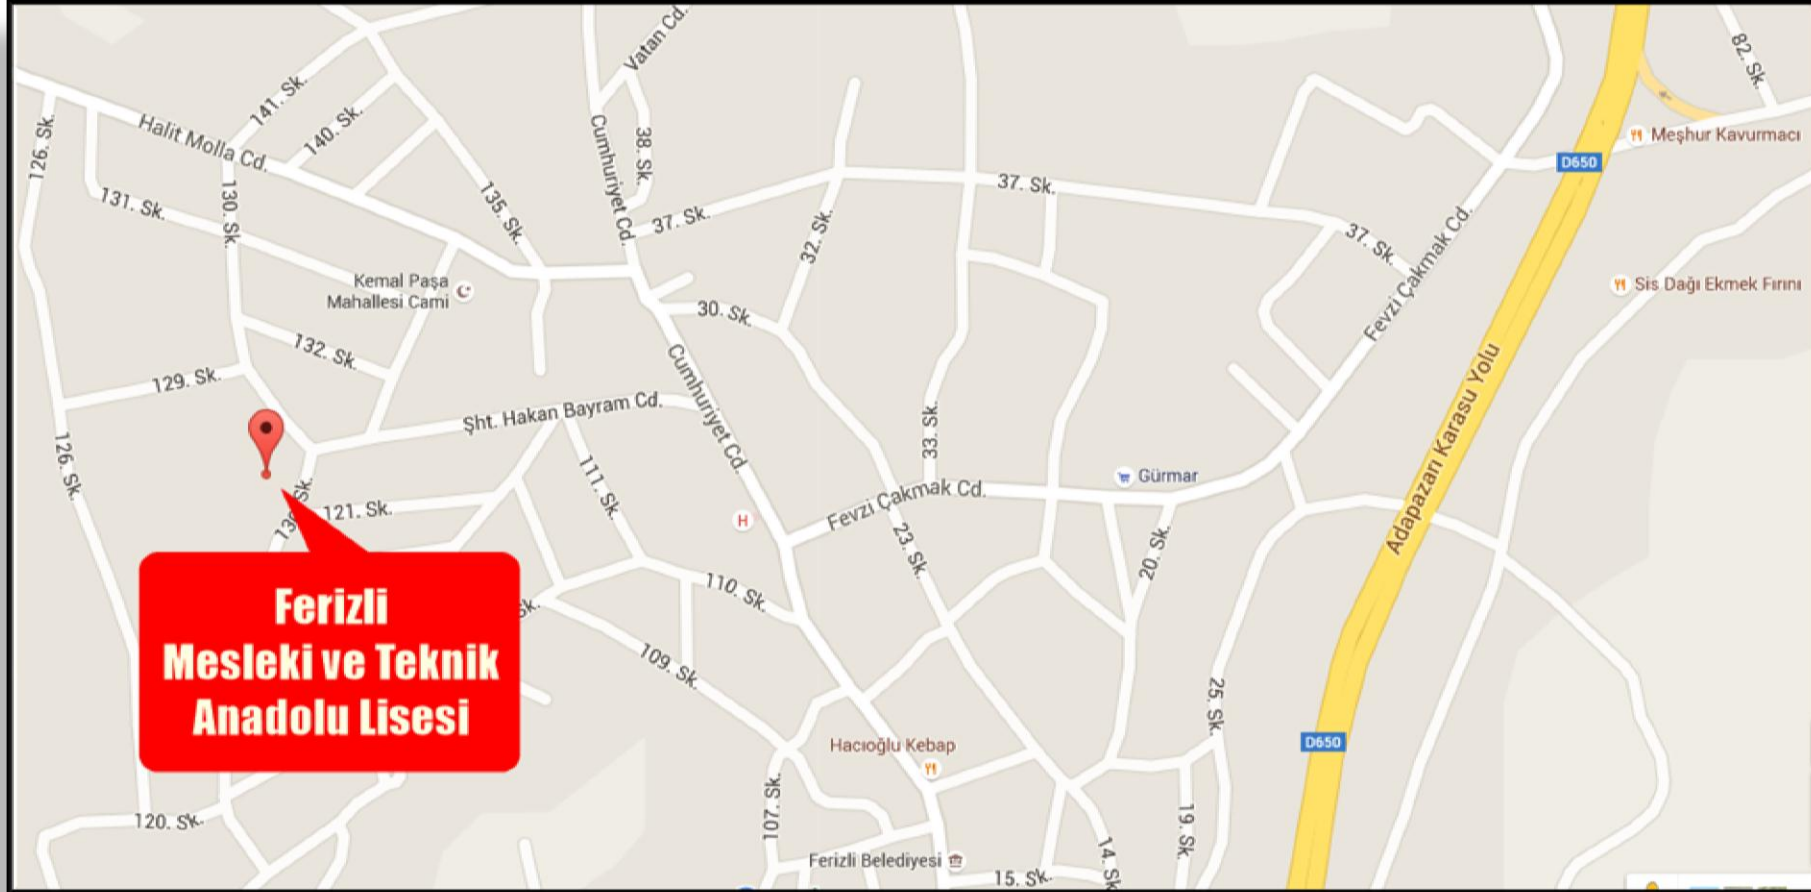 Vatan Cd.
82. Sk.
141. Sk.
140. Sk.
Halit Molla Cd.
126. Sk.
Cumhuriyet Cd.
38. Sk.
Meşhur Kavurmacı
D650
131. Sk.
130. Sk.
135. Sk.
37. Sk.
37. Sk.
32. Sk.
37. Sk.
Fevzi Çakmak Cd.
Kemal Paşa
Mahallesi Cami
Sis Dağı Ekmek Fırını
30. Sk.
132. Sk.
129. Sk.
Cumhuriyet Cd.
Şht. Hakan Bayram Cd.
33. Sk.
Adapazarı Karasu Yolu
126. Sk.
111. Sk.
Gürmar
Fevzi Çakmak Cd.
121. Sk.
H
23. Sk.
20. Sk.
110. Sk.
Sk.
Ferizli
Mesleki ve Teknik
Anadolu Lisesi
109. Sk.
25. Sk.
D650
Hacıoğlu Kebap
107. Sk.
120. Sk.
19. Sk.
14. Sk
Ferizli Belediyesi
15. Sk.